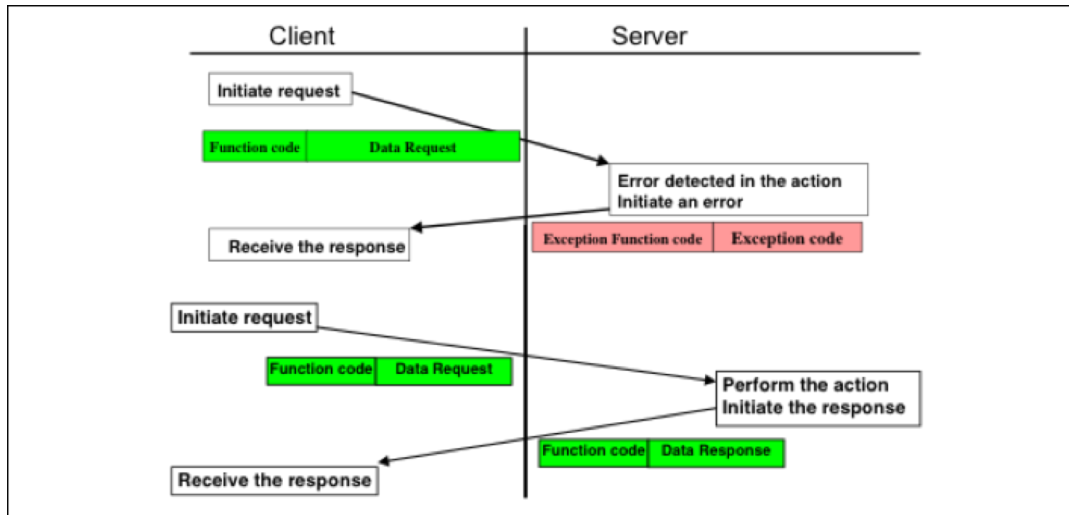 Client
Server
Initiate request
Function code
Data Request
Error detected in the action
Initiate an error
Receive the response
Exception Function code
Exception code
Initiate request
Function code
Data Request
Perform the action
Initiate the response
Function code
Data Response
Receive the response